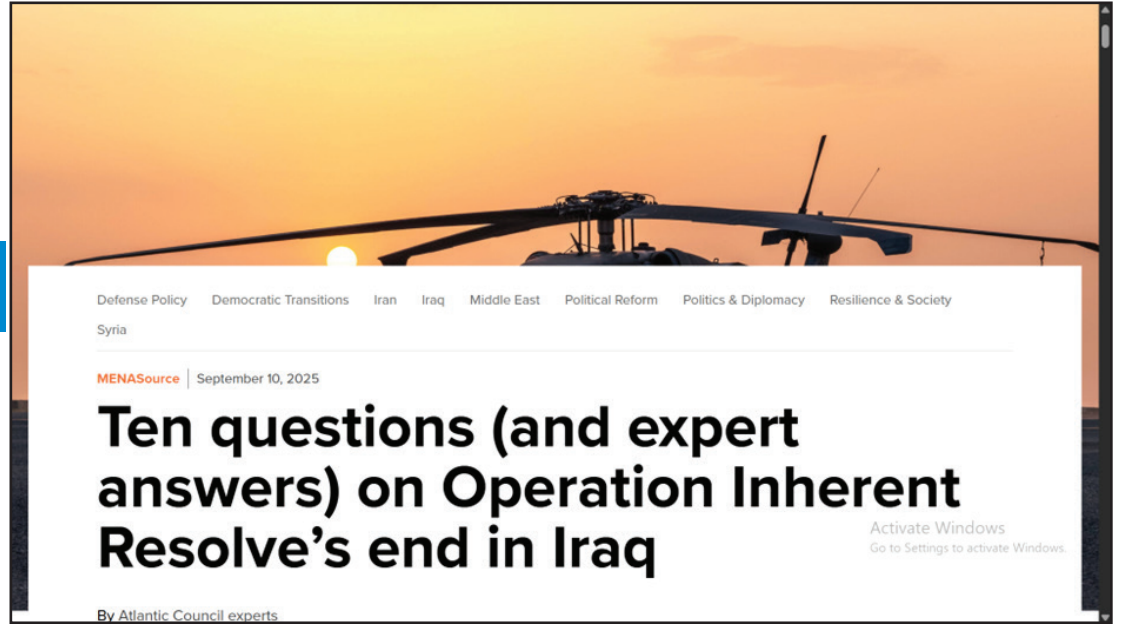 Defense Policy Democratic Transitions Iran Iraq Middle East Political Reform Politics & Diplomacy Resilience & Society
Syria
MENASource | September 10, 2025
Ten questions (and expert
answers) on Operation Inherent
Resolve’s end in Iraq
Activate Windows
Go to Settings to activate Windows.
By Atlantic Council experts